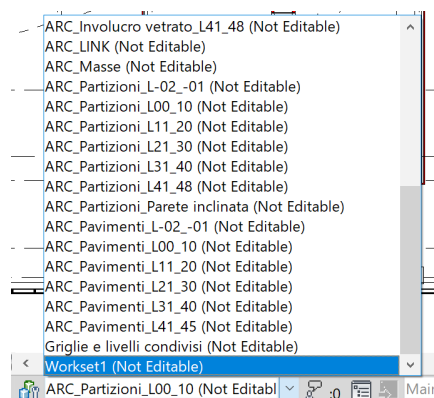 ARC_Involucro vetrato_L41_48 (Not Editable)
ARC_LINK (Not Editable)
ARC_Masse (Not Editable)
ARC_Partizioni_L-02_-01 (Not Editable)
ARC_Partizioni_L00_10 (Not Editable)
ARC_Partizioni_L11_20 (Not Editable)
ARC_Partizioni_L21_30 (Not Editable)
ARC_Partizioni_L31_40 (Not Editable)
ARC_Partizioni_L41_48 (Not Editable)
ARC_Partizioni_Parete inclinata (Not Editable)
ARC_Pavimenti_L-02_-01 (Not Editable)
ARC_Pavimenti_L00_10 (Not Editable)
ARC_Pavimenti_L11_20 (Not Editable)
ARC_Pavimenti_L21_30 (Not Editable)
ARC_Pavimenti_L31_40 (Not Editable)
ARC_Pavimenti_L41_45 (Not Editable)
Griglie e livelli condivisi (Not Editable)
Workset1 (Not Editable)
ARC_Partizioni_L00_10 (Not Editabl :0 Mair